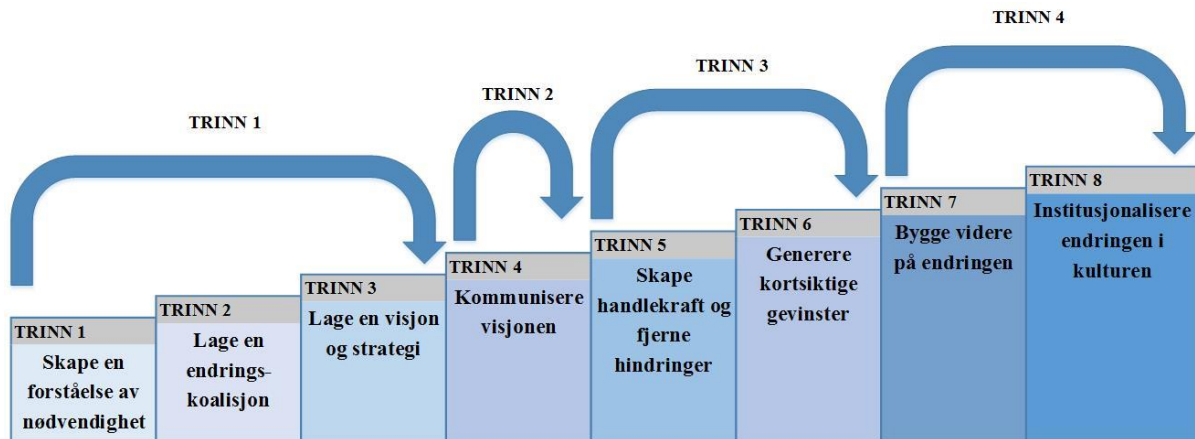 TRINN 1
TRINN 2
TRINN 3
TRINN 4
TRINN 1
Skape en
forståelse av
nødvendighet
TRINN 2
Lage en
endrings-
koalisjon
TRINN 3
Lage en visjon
og strategi
TRINN 4
Kommunisere
visjonen
TRINN 5
Skape
handlekraft og
fjerne
hindringer
TRINN 6
Generere
kortsiktige
gevinster
TRINN 7
Bygge videre
på endringen
TRINN 8
Institusjonalisere
endringen i
kulturen